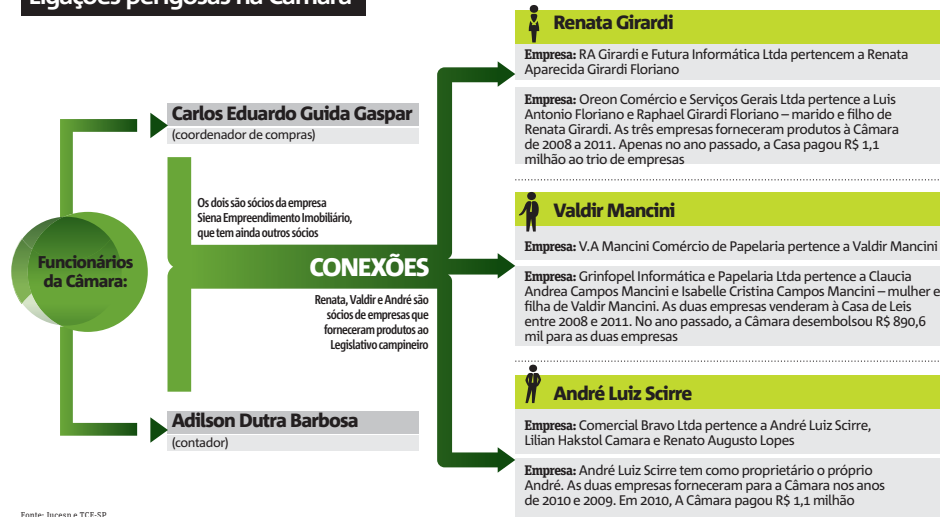 Ligações perigosas na Câmara
Funcionários
da Câmara:
Carlos Eduardo Guida Gaspar
(coordenador de compras)
Os dois são sócios da empresa
Siena Empreendimento Imobiliário,
que tem ainda outros sócios
CONEXÕES
Renata, Valdir e André são
sócios de empresas que
forneceram produtos ao
Legislativo campineiro
Adilson Dutra Barbosa
(contador)
Renata Girardi
Empresa: RA Girardi e Futura Informática Ltda pertencem a Renata
Aparecida Girardi Floriano
Empresa: Oreon Comércio e Serviços Gerais Ltda pertence a Luis
Antonio Floriano e Raphael Girardi Floriano – marido e filho de
Renata Girardi. As três empresas forneceram produtos à Câmara
de 2008 a 2011. Apenas no ano passado, a Casa pagou R$ 1,1
milhão ao trio de empresas
Valdir Mancini
Empresa: V.A Mancini Comércio de Papelaria pertence a Valdir Mancini
Empresa: Grinfopel Informática e Papelaria Ltda pertence a Claucia
Andrea Campos Mancini e Isabelle Cristina Campos Mancini – mulher e
filha de Valdir Mancini. As duas empresas venderam à Casa de Leis
entre 2008 e 2011. No ano passado, a Câmara desembolsou R$ 890,6
mil para as duas empresas
André Luiz Scirre
Empresa: Comercial Bravo Ltda pertence a André Luiz Scirre,
Lilian Hakstol Camara e Renato Augusto Lopes
Empresa: André Luiz Scirre tem como proprietário o próprio
André. As duas empresas forneceram para a Câmara nos anos
de 2010 e 2009. Em 2010, A Câmara pagou R$ 1,1 milhão
Fonte: Jucesp e TCE-SP